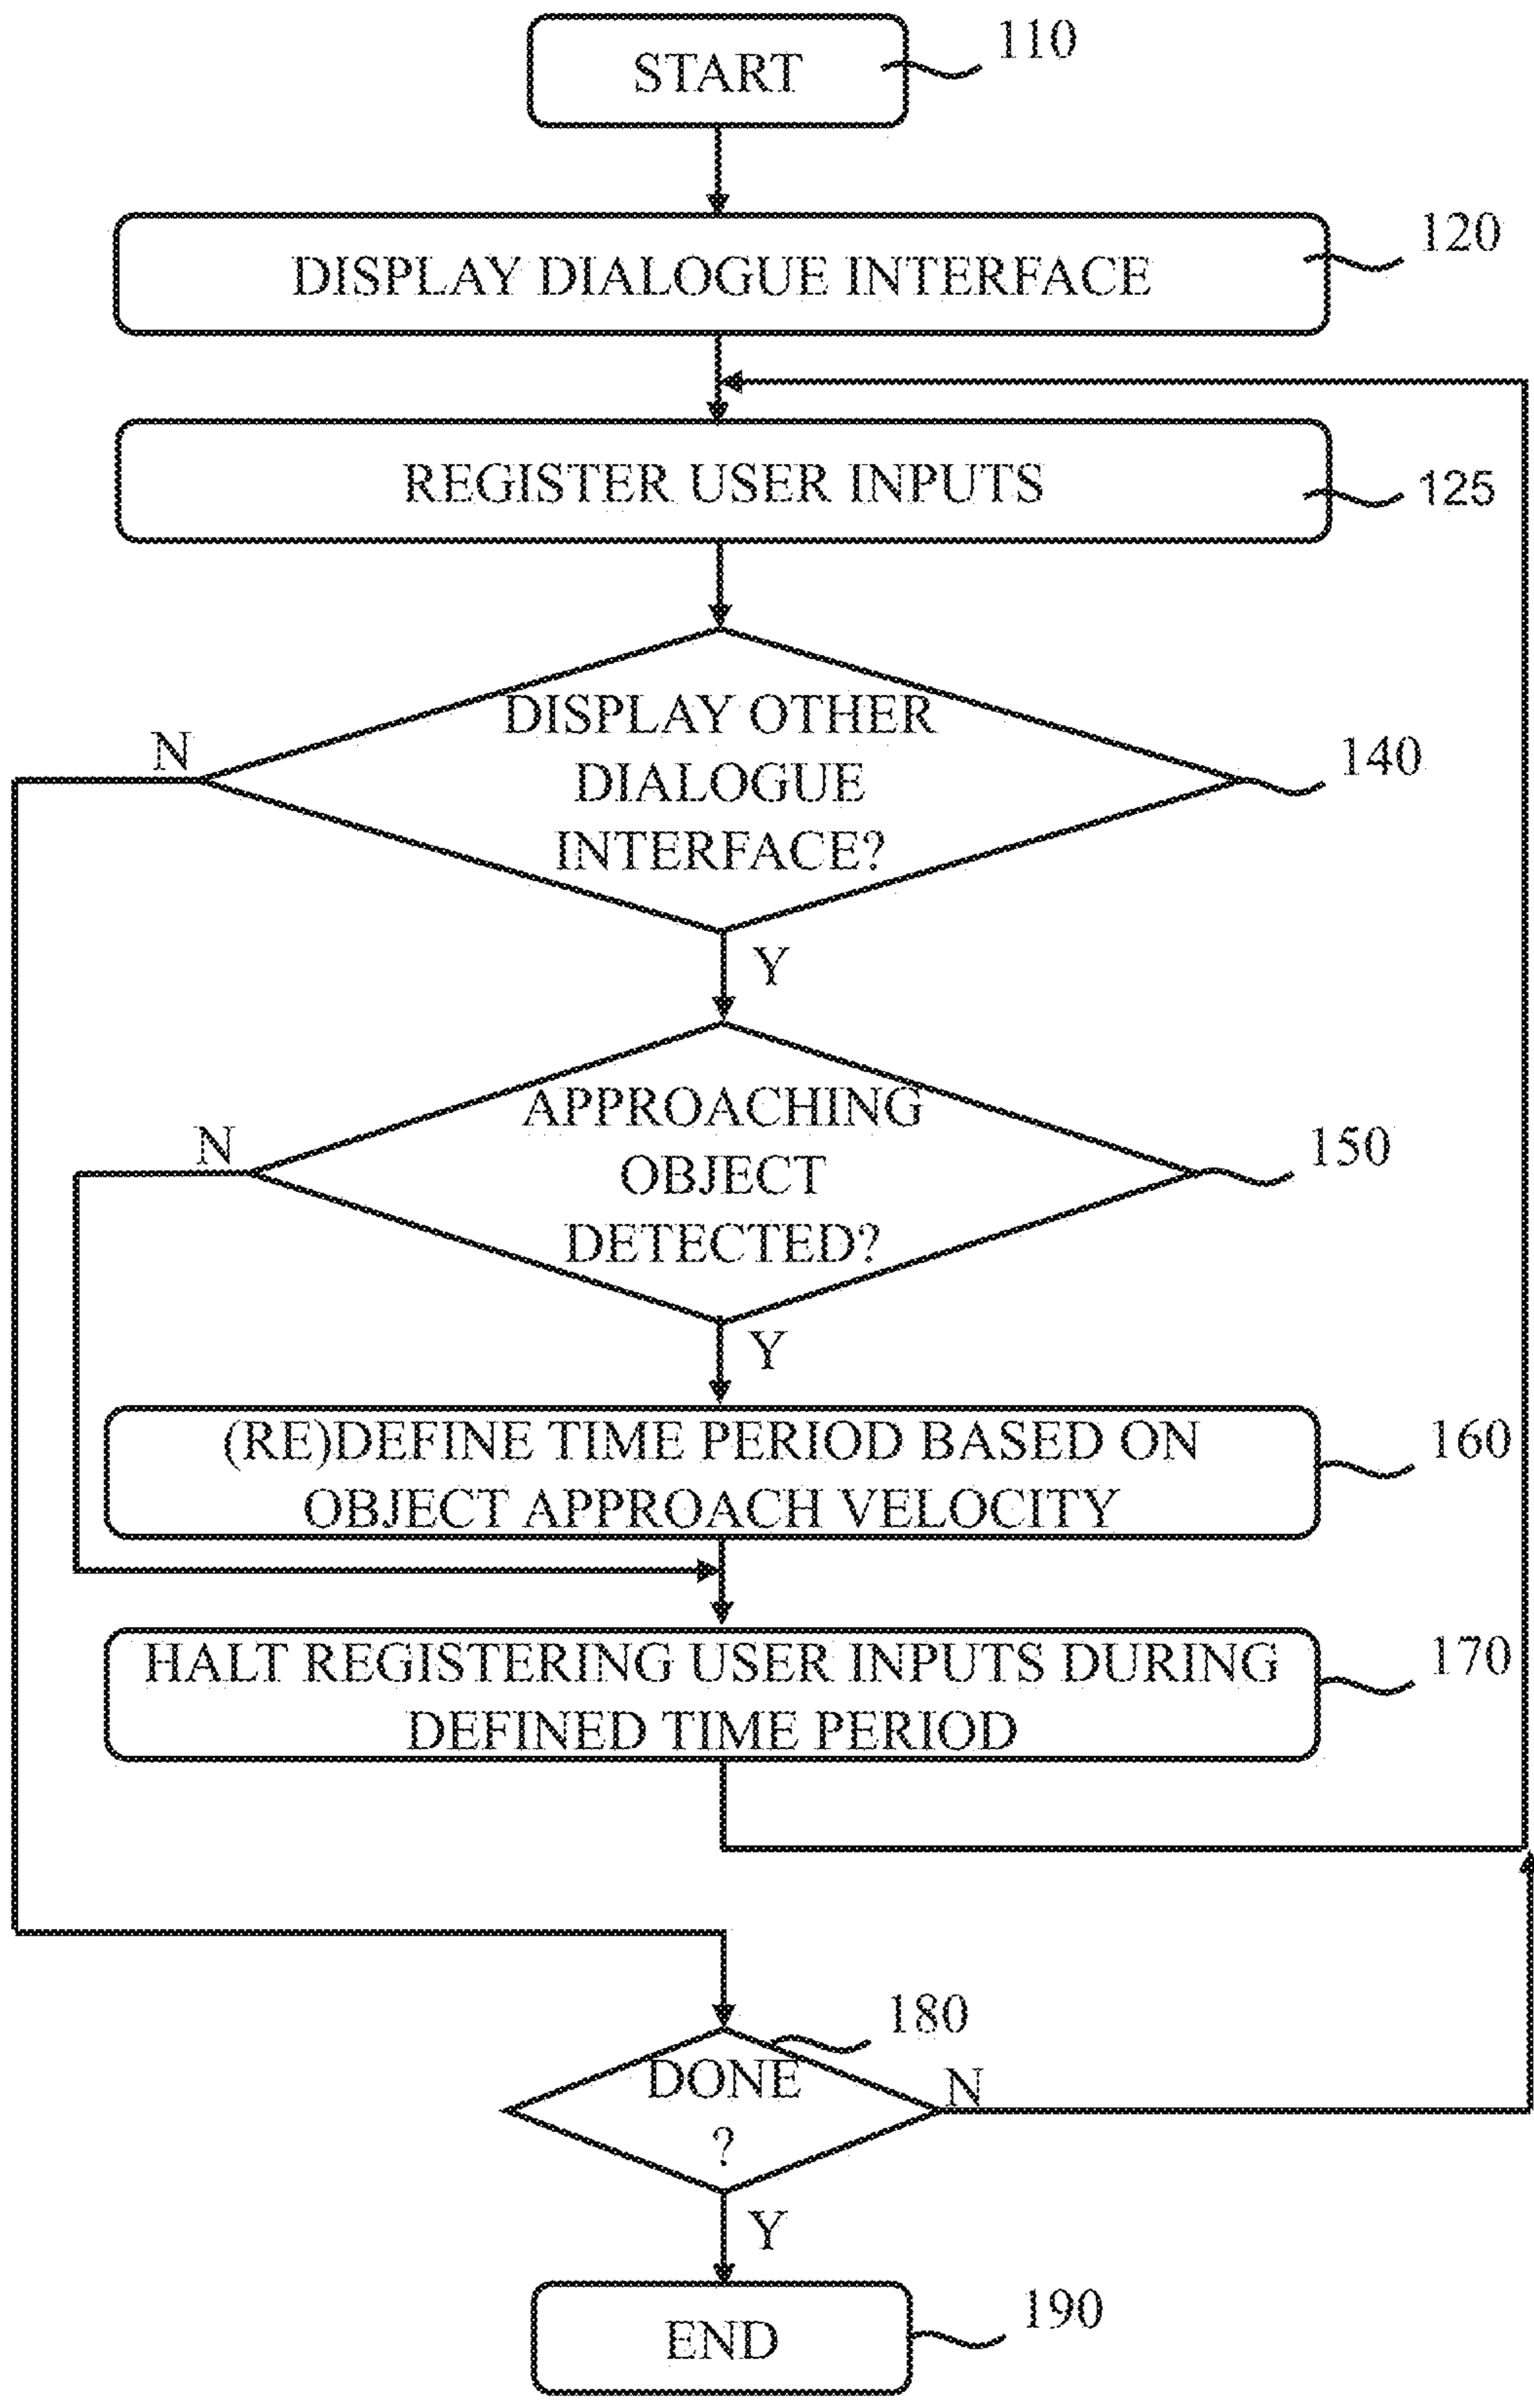 START
110
DISPLAY DIALOGUE INTERFACE
120
REGISTER USER INPUTS
125
DISPLAY OTHER
DIALOGUE
INTERFACE?
N
140
Y
APPROACHING
OBJECT
DETECTED?
N
150
Y
(RE)DEFINE TIME PERIOD BASED ON
OBJECT APPROACH VELOCITY
160
HALT REGISTERING USER INPUTS DURING
DEFINED TIME PERIOD
170
180
DONE
?
N
Y
END
190